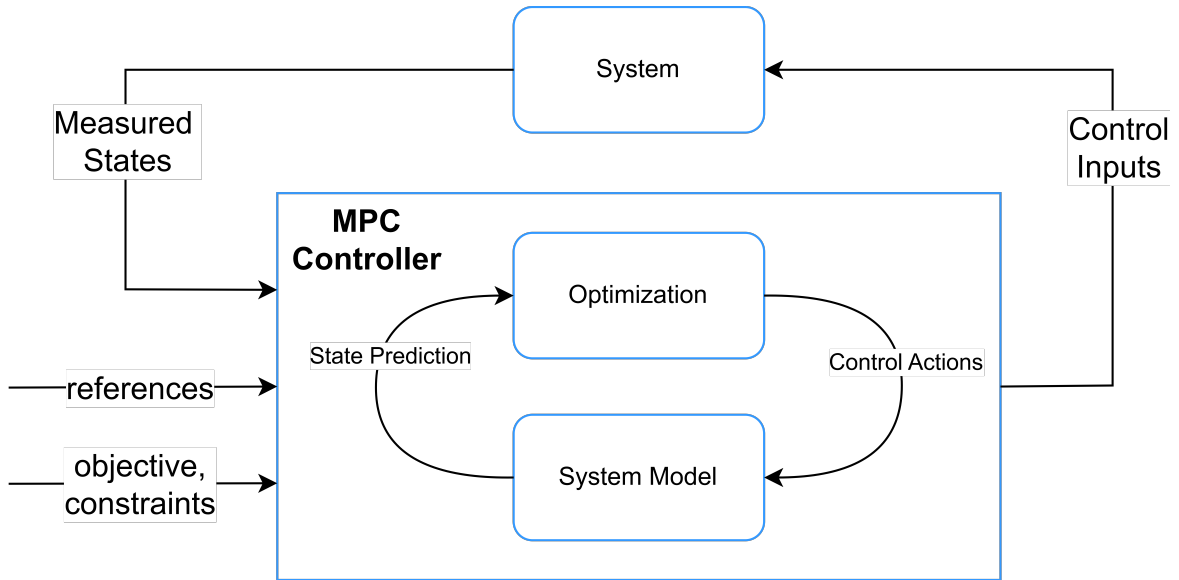 System
Measured
States
Control
Inputs
MPC
Controller
Optimization
State Prediction
Control Actions
references
objective,
constraints
System Model